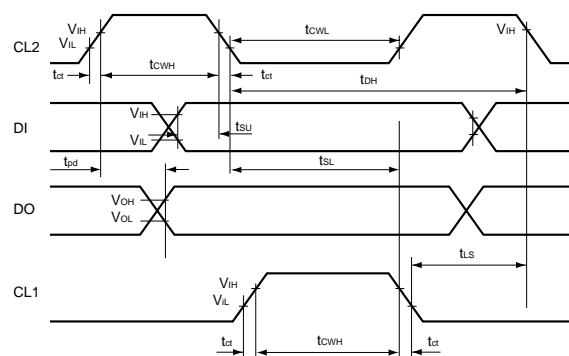 VIH
VIL
CL2
tCWL
VIH
tct
tCWH
tct
tDH
DI
VIH
VIL
tSU
tpd
tSL
DO
VOH
VOL
tLS
CL1
VIH
VIL
tct
tCWH
tct